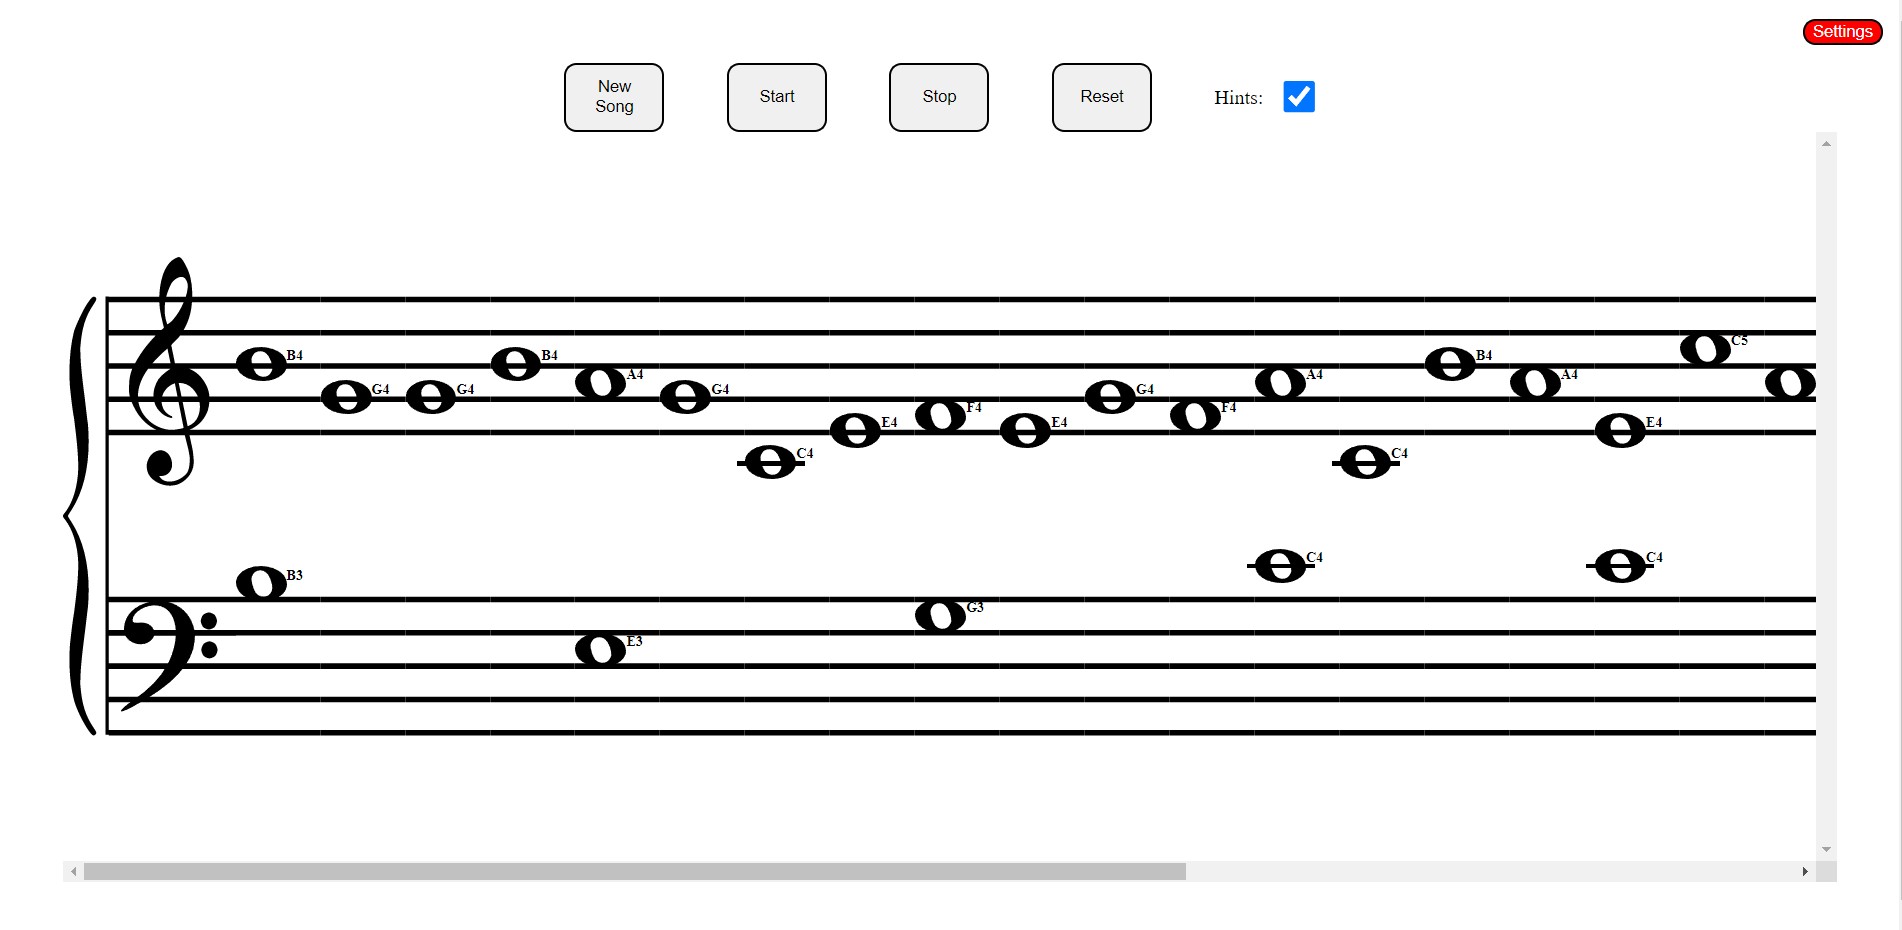 Settings
New
Song
Start
Stop
Reset
Hints:
B4
G4
G4
B4
A4
G4
C4
E4
F4
E4
G4
F4
A4
C4
B4
A4
E4
C5
B3
E3
G3
C4
C4